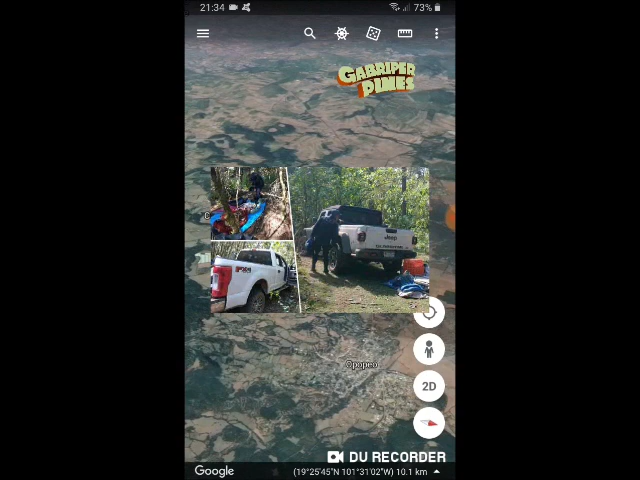 21:34
73%
GABRIPER
PINES
Jeep
Opopeo
2D
DU RECORDER
Google
(19°25'45"N 101°31'02"W) 10.1 km